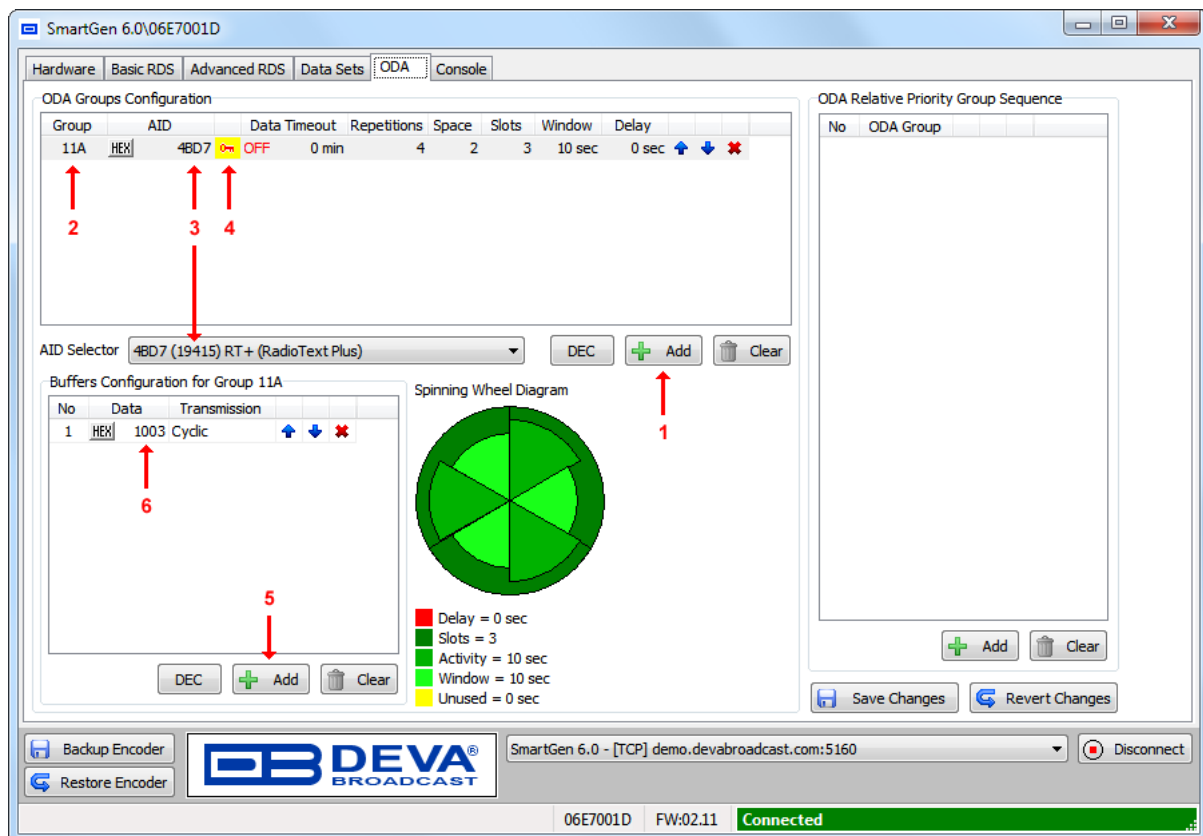 SmartGen 6.0\06E7001D
Hardware Basic RDS Advanced RDS Data Sets ODA Console
ODA Groups Configuration
Group AID Data Timeout Repetitions Space Slots Window Delay
11A HEX 4BD7 OFF 0 min 4 2 3 10 sec 0 sec
2 3 4
AID Selector 4BD7 (19415) RT+ (RadioText Plus) DEC Add Clear
1
Buffers Configuration for Group 11A
No Data Transmission
1 HEX 1003 Cyclic
6
5
DEC Add Clear
Spinning Wheel Diagram
Delay = 0 sec
Slots = 3
Activity = 10 sec
Window = 10 sec
Unused = 0 sec
ODA Relative Priority Group Sequence
No ODA Group
Add Clear
Save Changes Revert Changes
Backup Encoder
Restore Encoder
DEVA®
BROADCAST
SmartGen 6.0 - [TCP] demo.devabroadcast.com:5160
Disconnect
06E7001D FW:02.11 Connected